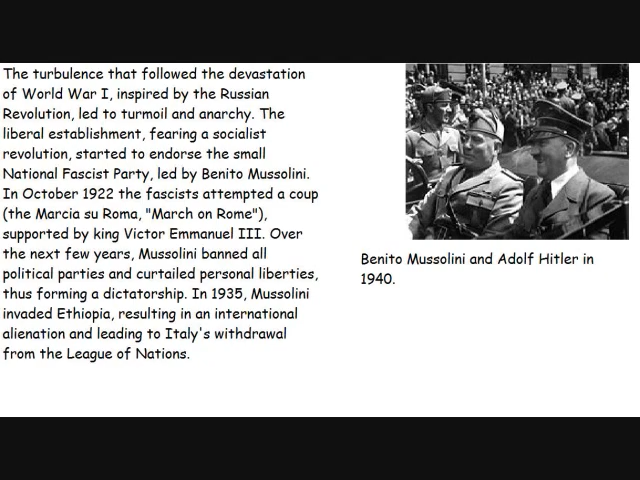 The turbulence that followed the devastation
of World War I, inspired by the Russian
Revolution, led to turmoil and anarchy. The
liberal establishment, fearing a socialist
revolution, started to endorse the small
National Fascist Party, led by Benito Mussolini.
In October 1922 the fascists attempted a coup
(the Marcia su Roma, "March on Rome"),
supported by king Victor Emmanuel III. Over
the next few years, Mussolini banned all
political parties and curtailed personal liberties,
thus forming a dictatorship. In 1935, Mussolini
invaded Ethiopia, resulting in an international
alienation and leading to Italy's withdrawal
from the League of Nations.
Benito Mussolini and Adolf Hitler in
1940.